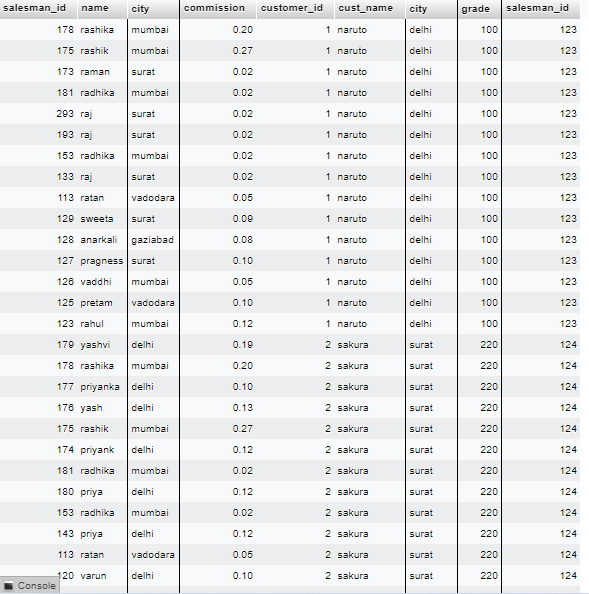 salesman_id name city commission customer_id cust_name city grade salesman_id
178 rashika mumbai 0.20 1 naruto delhi 100 123
175 rashik mumbai 0.27 1 naruto delhi 100 123
173 raman surat 0.02 1 naruto delhi 100 123
181 radhika mumbai 0.02 1 naruto delhi 100 123
293 raj surat 0.02 1 naruto delhi 100 123
193 raj surat 0.02 1 naruto delhi 100 123
153 radhika mumbai 0.02 1 naruto delhi 100 123
133 raj surat 0.02 1 naruto delhi 100 123
113 ratan vadodara 0.05 1 naruto delhi 100 123
129 sweeta surat 0.09 1 naruto delhi 100 123
128 anarkali gaziabad 0.08 1 naruto delhi 100 123
127 pragness surat 0.10 1 naruto delhi 100 123
126 vaddhi mumbai 0.05 1 naruto delhi 100 123
125 pretam vadodara 0.10 1 naruto delhi 100 123
123 rahul mumbai 0.12 1 naruto delhi 100 123
179 yashvi delhi 0.19 2 sakura surat 220 124
178 rashika mumbai 0.20 2 sakura surat 220 124
177 priyanka delhi 0.10 2 sakura surat 220 124
176 yash delhi 0.13 2 sakura surat 220 124
175 rashik mumbai 0.27 2 sakura surat 220 124
174 priyank delhi 0.12 2 sakura surat 220 124
181 radhika mumbai 0.02 2 sakura surat 220 124
180 priya delhi 0.12 2 sakura surat 220 124
153 radhika mumbai 0.02 2 sakura surat 220 124
143 priya delhi 0.12 2 sakura surat 220 124
113 ratan vadodara 0.05 2 sakura surat 220 124
120 varun delhi 0.10 2 sakura surat 220 124
Console